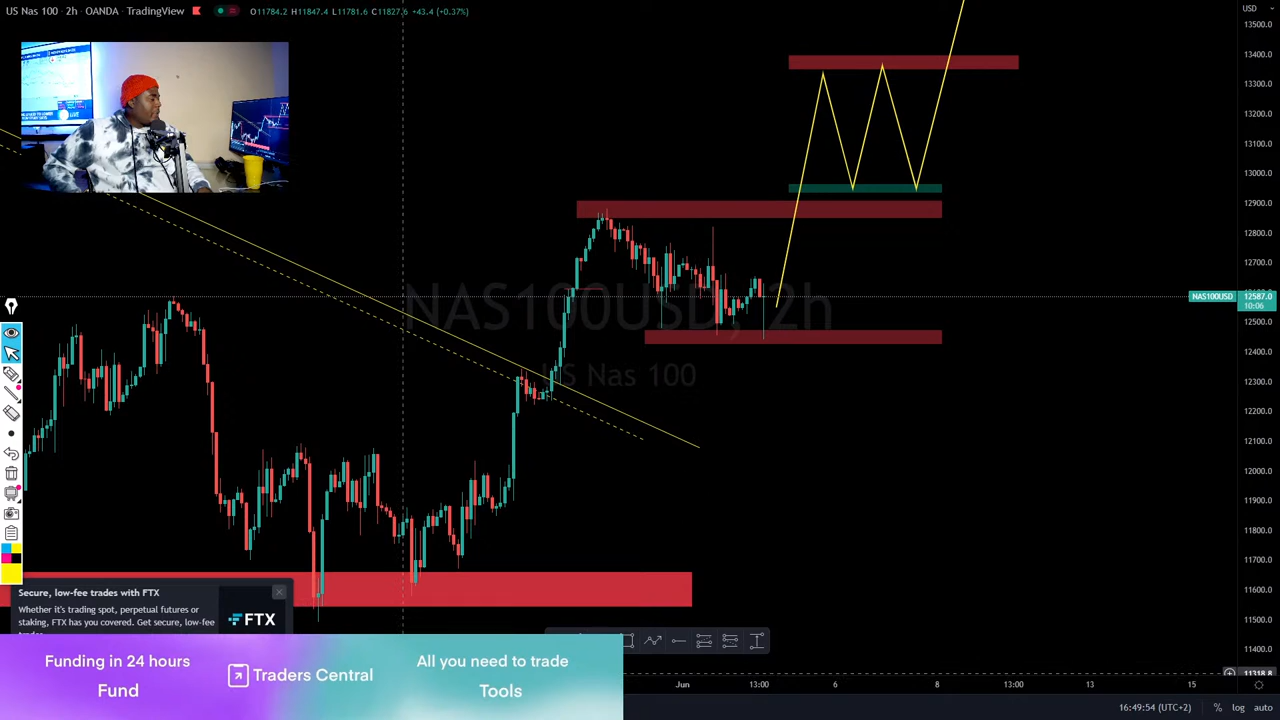 US Nas 100 · 2h · OANDA · TradingView
O11784.2 H11847.4 L11781.6 C11827.6 +43.4 (+0.37%)
USD
13500.0
13400.0
13300.0
13200.0
13100.0
13000.0
12900.0
12800.0
12700.0
NAS100USD 12587.0
10:06
12500.0
12400.0
12300.0
12200.0
12100.0
12000.0
11900.0
11800.0
11700.0
11600.0
11500.0
11400.0
11318.8
NAS100USD, 2h
US Nas 100
Secure, low-fee trades with FTX
Whether it's trading spot, perpetual futures or
staking, FTX has you covered. Get secure, low-fee
FTX
Funding in 24 hours
Fund
Traders Central
All you need to trade
Tools
Jun
13:00
6
8
13:00
13
15
16:49:54 (UTC+2)
%
log
auto